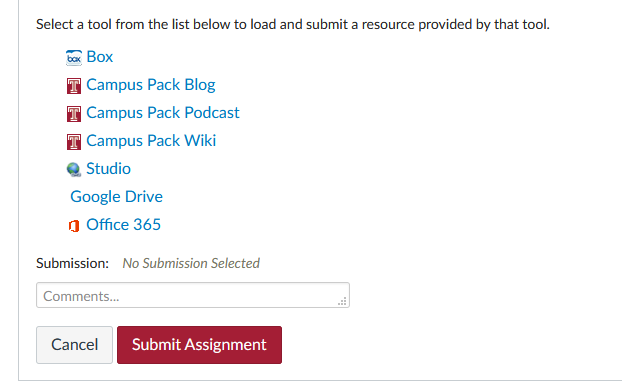 Select a tool from the list below to load and submit a resource provided by that tool.
box Box
Campus Pack Blog
Campus Pack Podcast
Campus Pack Wiki
Studio
Google Drive
Office 365
Submission: No Submission Selected
Comments...
Cancel Submit Assignment